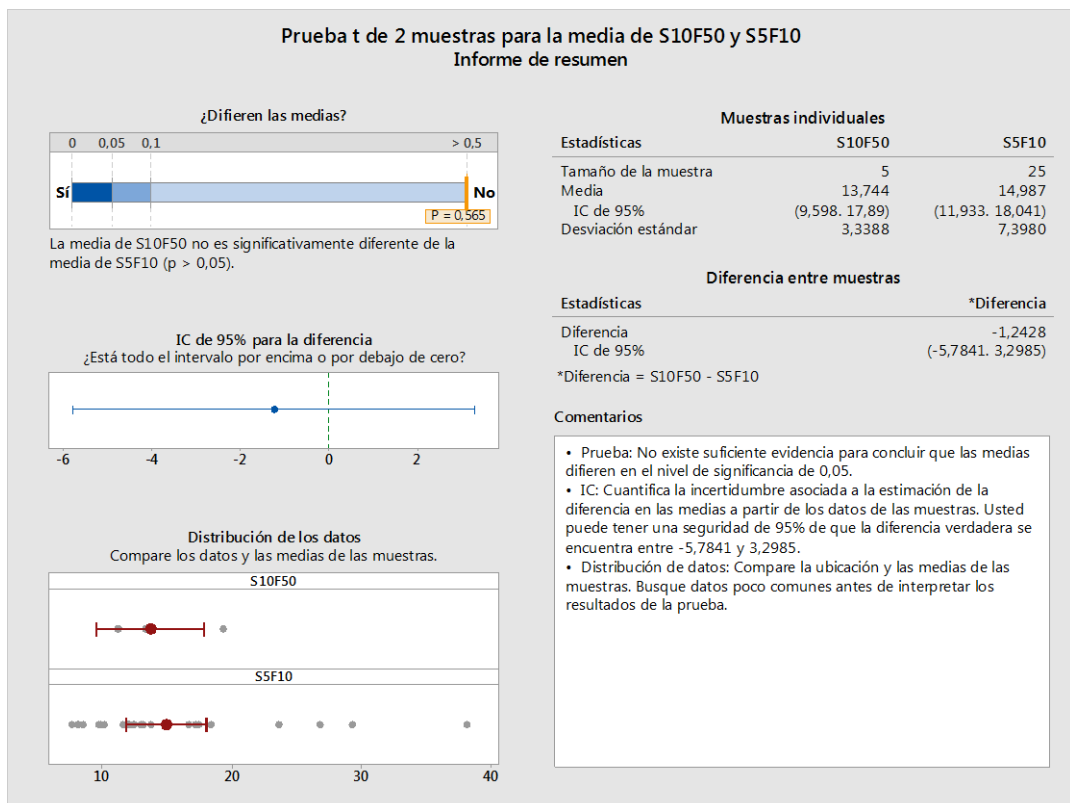 Prueba t de 2 muestras para la media de S10F50 y S5F10
Informe de resumen
¿Difieren las medias?
0 0,05 0,1 > 0,5
Sí No
P = 0,565
La media de S10F50 no es significativamente diferente de la
media de S5F10 (p > 0,05).
IC de 95% para la diferencia
¿Está todo el intervalo por encima o por debajo de cero?
-6 -4 -2 0 2
Distribución de los datos
Compare los datos y las medias de las muestras.
S10F50
S5F10
10 20 30 40
Muestras individuales
Estadísticas S10F50 S5F10
Tamaño de la muestra 5 25
Media 13,744 14,987
IC de 95% (9,598. 17,89) (11,933. 18,041)
Desviación estándar 3,3388 7,3980
Diferencia entre muestras
Estadísticas *Diferencia
Diferencia -1,2428
IC de 95% (-5,7841. 3,2985)
*Diferencia = S10F50 - S5F10
Comentarios
• Prueba: No existe suficiente evidencia para concluir que las medias
difieren en el nivel de significancia de 0,05.
• IC: Cuantifica la incertidumbre asociada a la estimación de la
diferencia en las medias a partir de los datos de las muestras. Usted
puede tener una seguridad de 95% de que la diferencia verdadera se
encuentra entre -5,7841 y 3,2985.
• Distribución de datos: Compare la ubicación y las medias de las
muestras. Busque datos poco comunes antes de interpretar los
resultados de la prueba.